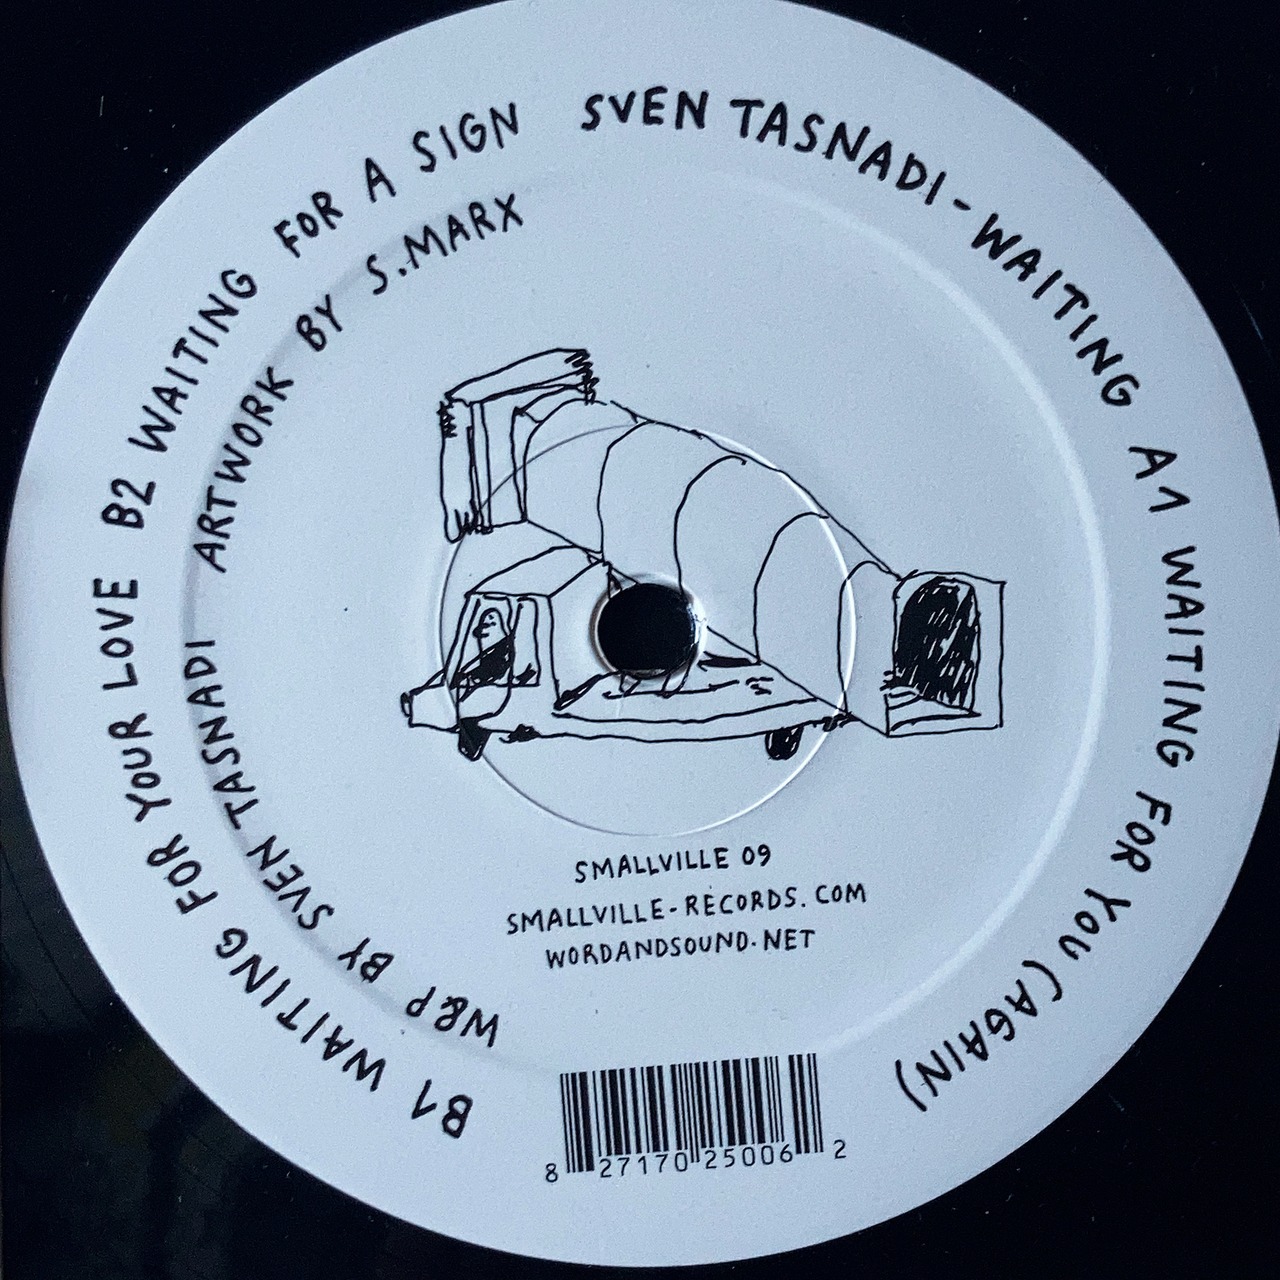 SVEN TASNADI - WAITING A1 WAITING FOR YOU (AGAIN)
B1 WAITING FOR YOUR LOVE B2 WAITING FOR A SIGN
W&P BY SVEN TASNADI ARTWORK BY S.MARX
SMALLVILLE 09
SMALLVILLE-RECORDS.COM
WORDANDSOUND.NET
8 27170 25006 2